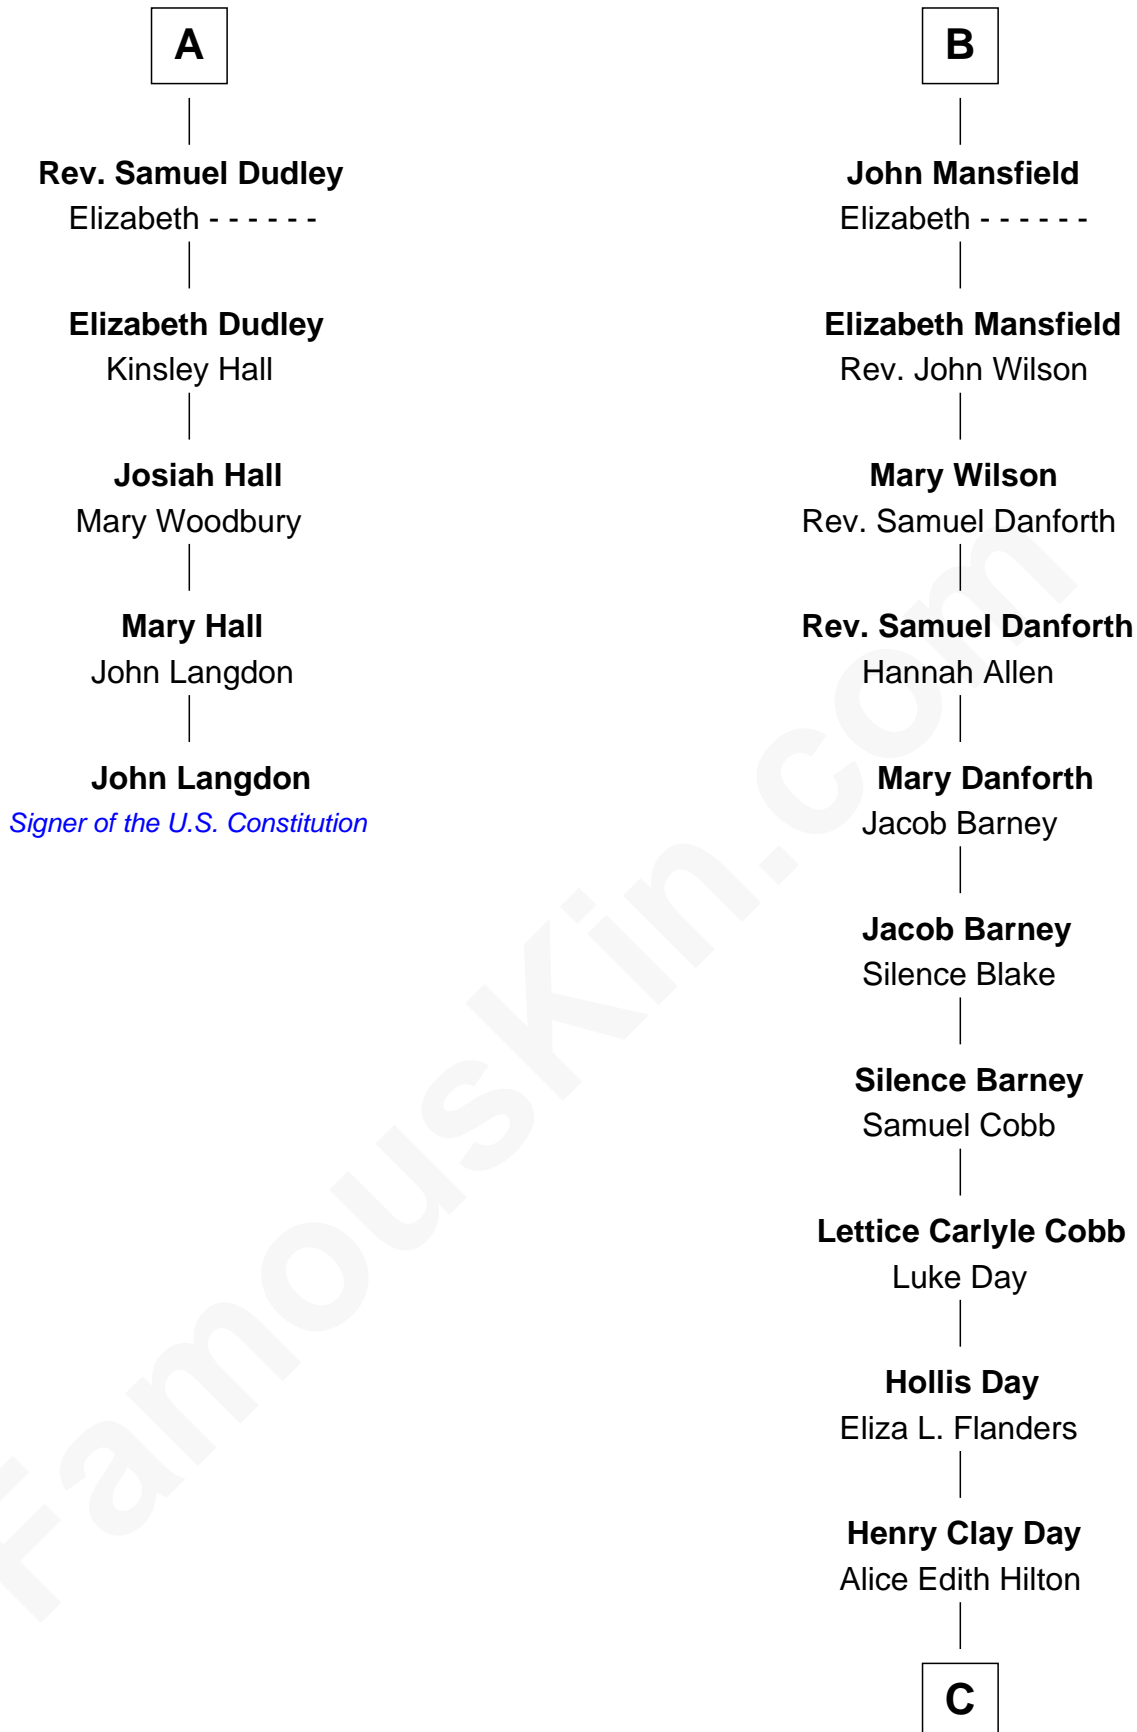 A
Rev. Samuel Dudley
Elizabeth - - - - - -
Elizabeth Dudley
Kinsley Hall
Josiah Hall
Mary Woodbury
Mary Hall
John Langdon
John Langdon
Signer of the U.S. Constitution
B
John Mansfield
Elizabeth - - - - - -
Elizabeth Mansfield
Rev. John Wilson
Mary Wilson
Rev. Samuel Danforth
Rev. Samuel Danforth
Hannah Allen
Mary Danforth
Jacob Barney
Jacob Barney
Silence Blake
Silence Barney
Samuel Cobb
Lettice Carlyle Cobb
Luke Day
Hollis Day
Eliza L. Flanders
Henry Clay Day
Alice Edith Hilton
C
FamousKin.com